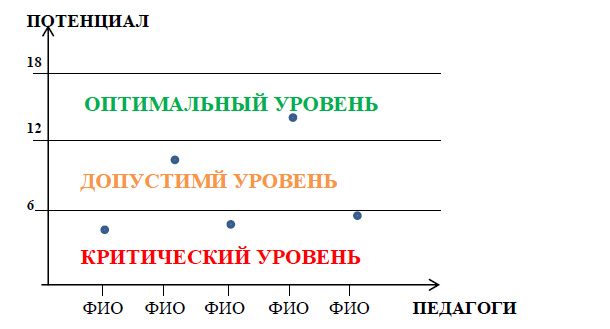 ПОТЕНЦИАЛ
18
ОПТИМАЛЬНЫЙ УРОВЕНЬ
12
ДОПУСТИМЙ УРОВЕНЬ
6
КРИТИЧЕСКИЙ УРОВЕНЬ
ФИО ФИО ФИО ФИО ФИО ПЕДАГОГИ